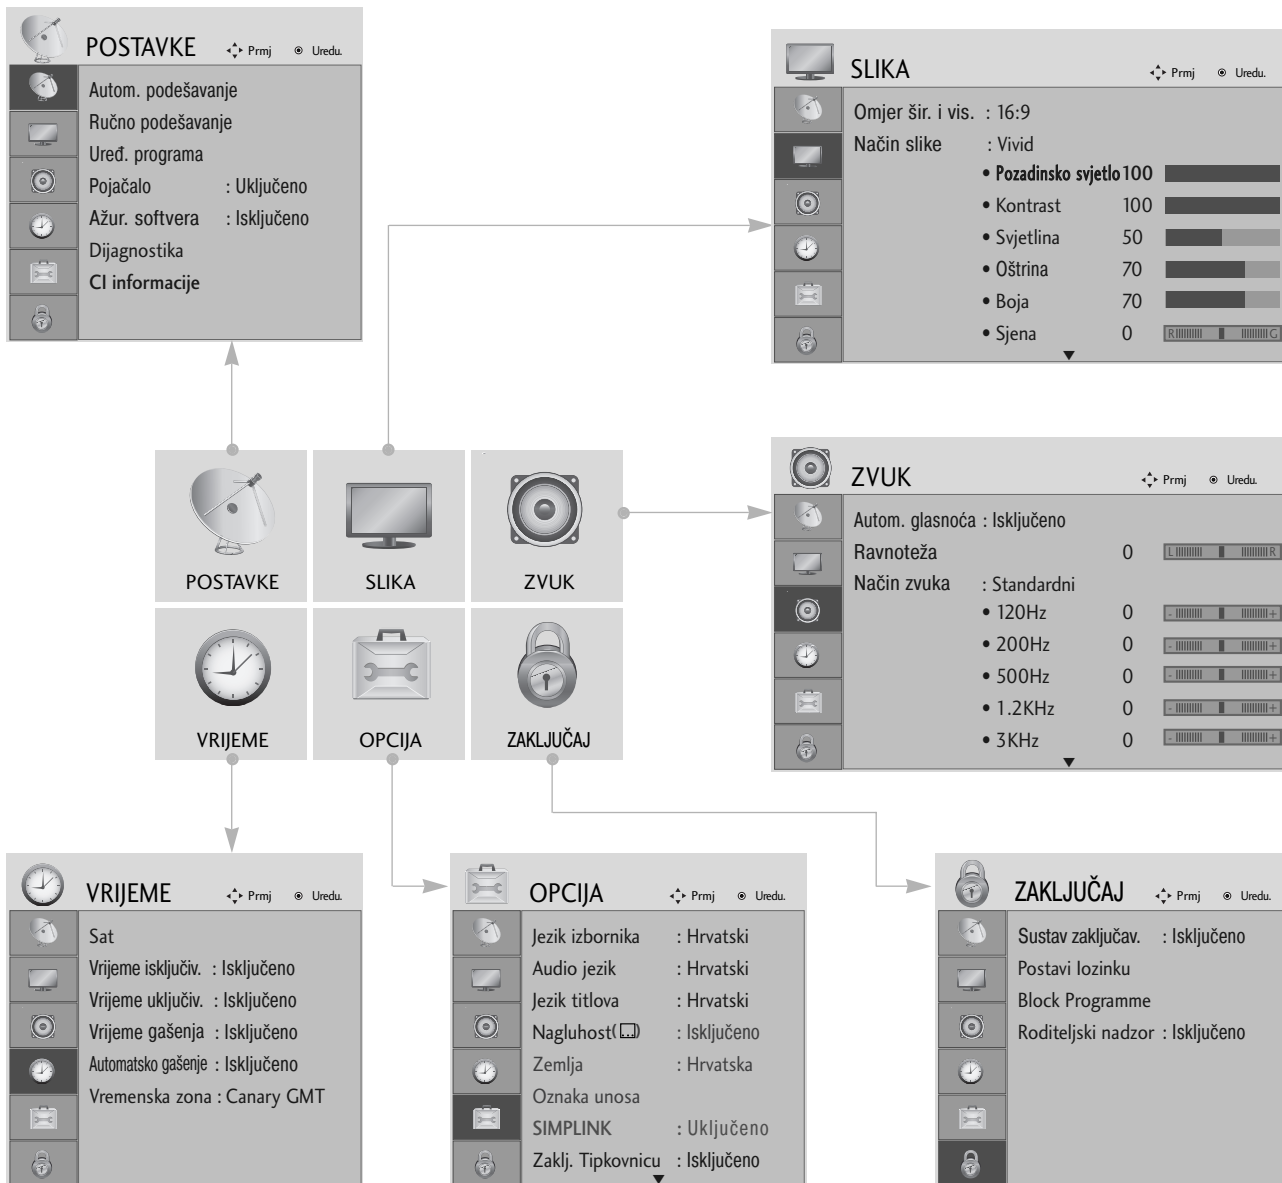 POSTAVKE Prmj Uredu.
Autom. podešavanje
Ručno podešavanje
Uređ. programa
Pojačalo : Uključeno
Ažur. softvera : Isključeno
Dijagnostika
CI informacije
SLIKA Prmj Uredu.
Omjer šir. i vis. : 16:9
Način slike : Vivid
• Pozadinsko svjetlo 100
• Kontrast 100
• Svjetlina 50
• Oštrina 70
• Boja 70
• Sjena 0 R G
POSTAVKE
SLIKA
ZVUK
VRIJEME
OPCIJA
ZAKLJUČAJ
ZVUK Prmj Uredu.
Autom. glasnoća : Isključeno
Ravnoteža 0 L R
Način zvuka : Standardni
• 120Hz 0 - +
• 200Hz 0 - +
• 500Hz 0 - +
• 1.2KHz 0 - +
• 3KHz 0 - +
VRIJEME Prmj Uredu.
Sat
Vrijeme isključiv. : Isključeno
Vrijeme uključiv. : Isključeno
Vrijeme gašenja : Isključeno
Automatsko gašenje : Isključeno
Vremenska zona : Canary GMT
OPCIJA Prmj Uredu.
Jezik izbornika : Hrvatski
Audio jezik : Hrvatski
Jezik titlova : Hrvatski
Nagluhost( ) : Isključeno
Zemlja : Hrvatska
Oznaka unosa
SIMPLINK : Uključeno
Zaklj. Tipkovnicu : Isključeno
ZAKLJUČAJ Prmj Uredu.
Sustav zaključav. : Isključeno
Postavi lozinku
Block Programme
Roditeljski nadzor : Isključeno